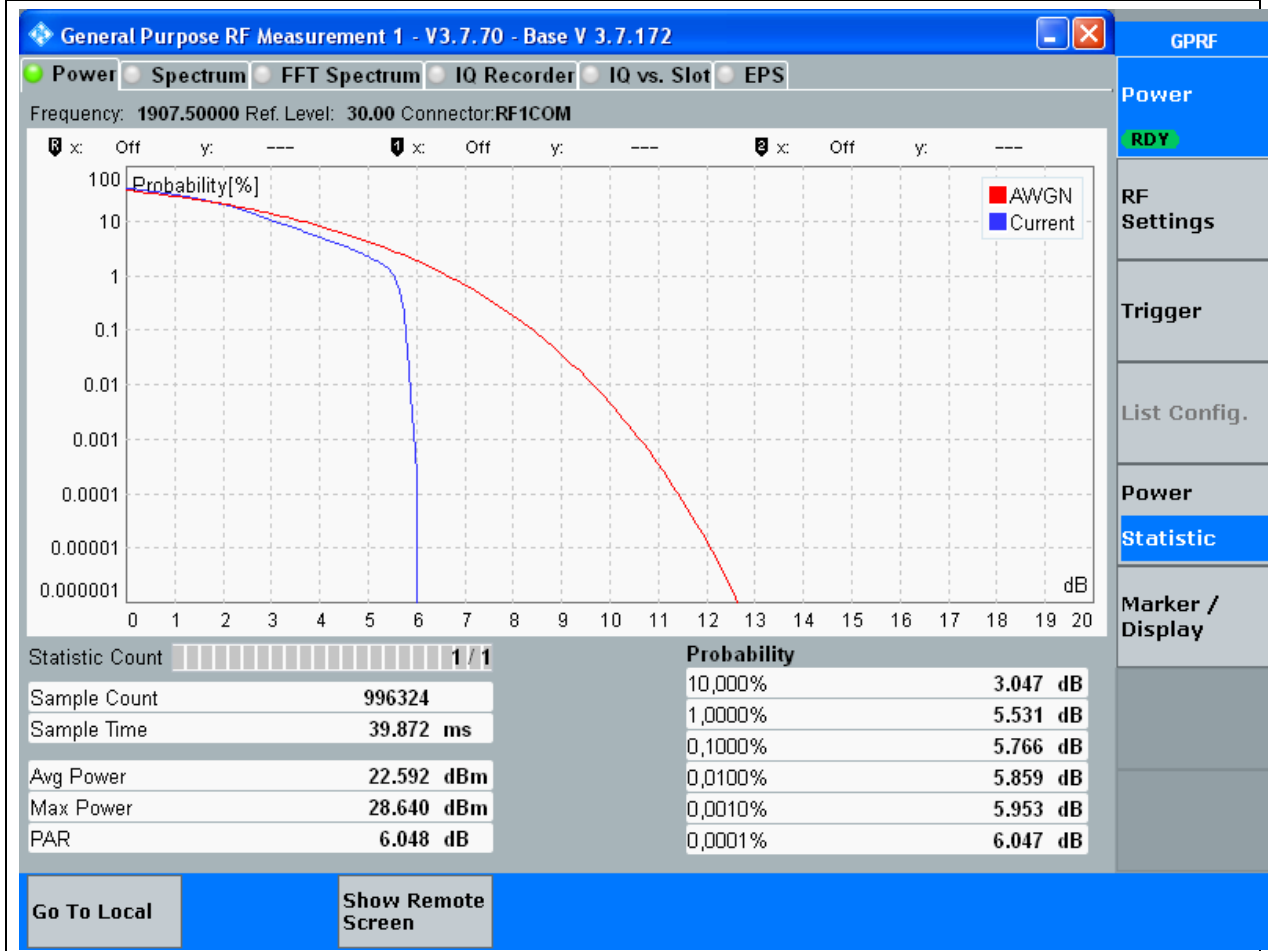 General Purpose RF Measurement 1 - V3.7.70 - Base V 3.7.172
GPRF
Power Spectrum FFT Spectrum IQ Recorder IQ vs. Slot EPS
Frequency: 1907.50000 Ref. Level: 30.00 Connector:RF1COM
R x: Off y: --- 1 x: Off y: --- 2 x: Off y: ---
Probability[%]
100
10
1
0.1
0.01
0.001
0.0001
0.00001
0.000001
AWGN
Current
dB
0 1 2 3 4 5 6 7 8 9 10 11 12 13 14 15 16 17 18 19 20
Statistic Count 1 / 1
Sample Count 996324
Sample Time 39.872 ms
Avg Power 22.592 dBm
Max Power 28.640 dBm
PAR 6.048 dB
Probability
10,000% 3.047 dB
1,0000% 5.531 dB
0,1000% 5.766 dB
0,0100% 5.859 dB
0,0010% 5.953 dB
0,0001% 6.047 dB
Power
RDY
RF
Settings
Trigger
List Config.
Power
Statistic
Marker /
Display
Go To Local
Show Remote
Screen